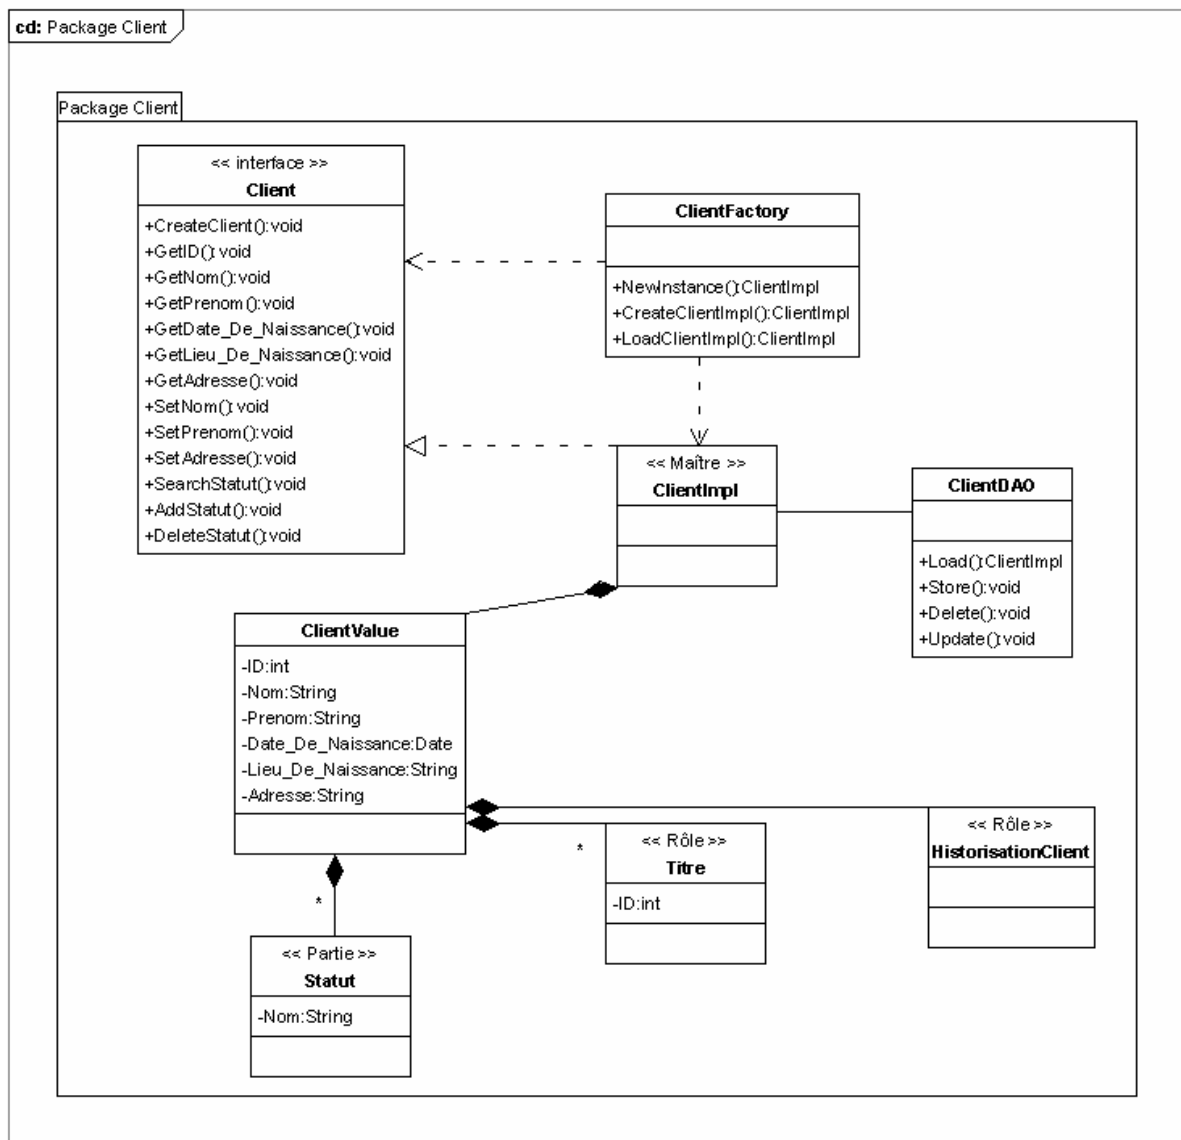 cd: Package Client
Package Client
<< interface >>
Client
+CreateClient():void
+GetID():void
+GetNom():void
+GetPrenom():void
+GetDate_De_Naissance():void
+GetLieu_De_Naissance():void
+GetAdresse():void
+SetNom():void
+SetPrenom():void
+SetAdresse():void
+SearchStatut():void
+AddStatut():void
+DeleteStatut():void
ClientFactory
+NewInstance():ClientImpl
+CreateClientImpl():ClientImpl
+LoadClientImpl():ClientImpl
<< Maître >>
ClientImpl
ClientDAO
+Load():ClientImpl
+Store():void
+Delete():void
+Update():void
ClientValue
-ID:int
-Nom:String
-Prenom:String
-Date_De_Naissance:Date
-Lieu_De_Naissance:String
-Adresse:String
*
<< Rôle >>
Titre
-ID:int
<< Rôle >>
HistorisationClient
*
<< Partie >>
Statut
-Nom:String